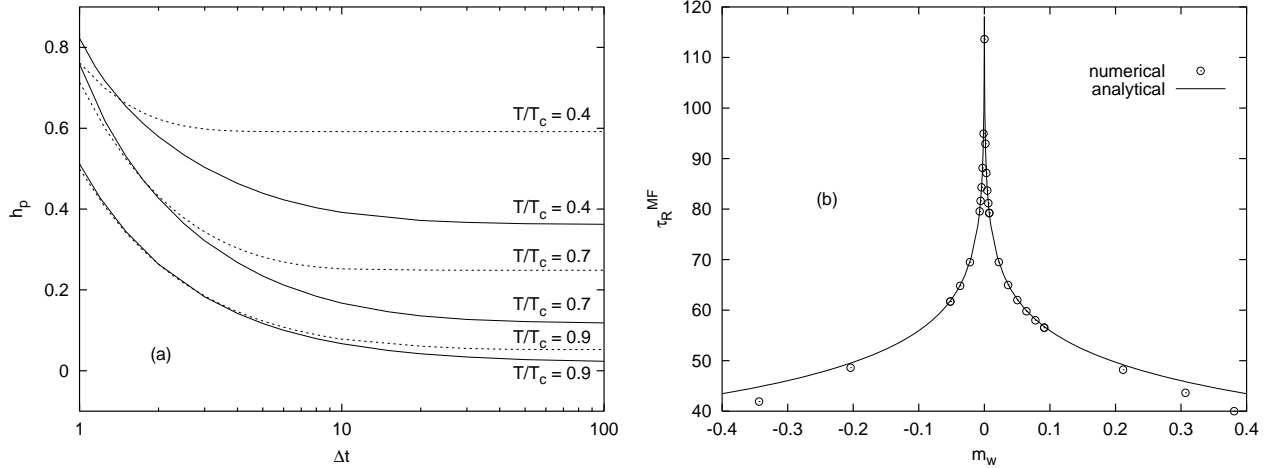 0.8
0.6
0.4
0.2
0
h_p
T/T_c = 0.4
T/T_c = 0.4
T/T_c = 0.7
T/T_c = 0.7
T/T_c = 0.9
T/T_c = 0.9
(a)
1 10 100
Δt
120
110
100
90
80
70
60
50
40
τ_R^MF
numerical
analytical
(b)
-0.4 -0.3 -0.2 -0.1 0 0.1 0.2 0.3 0.4
m_w